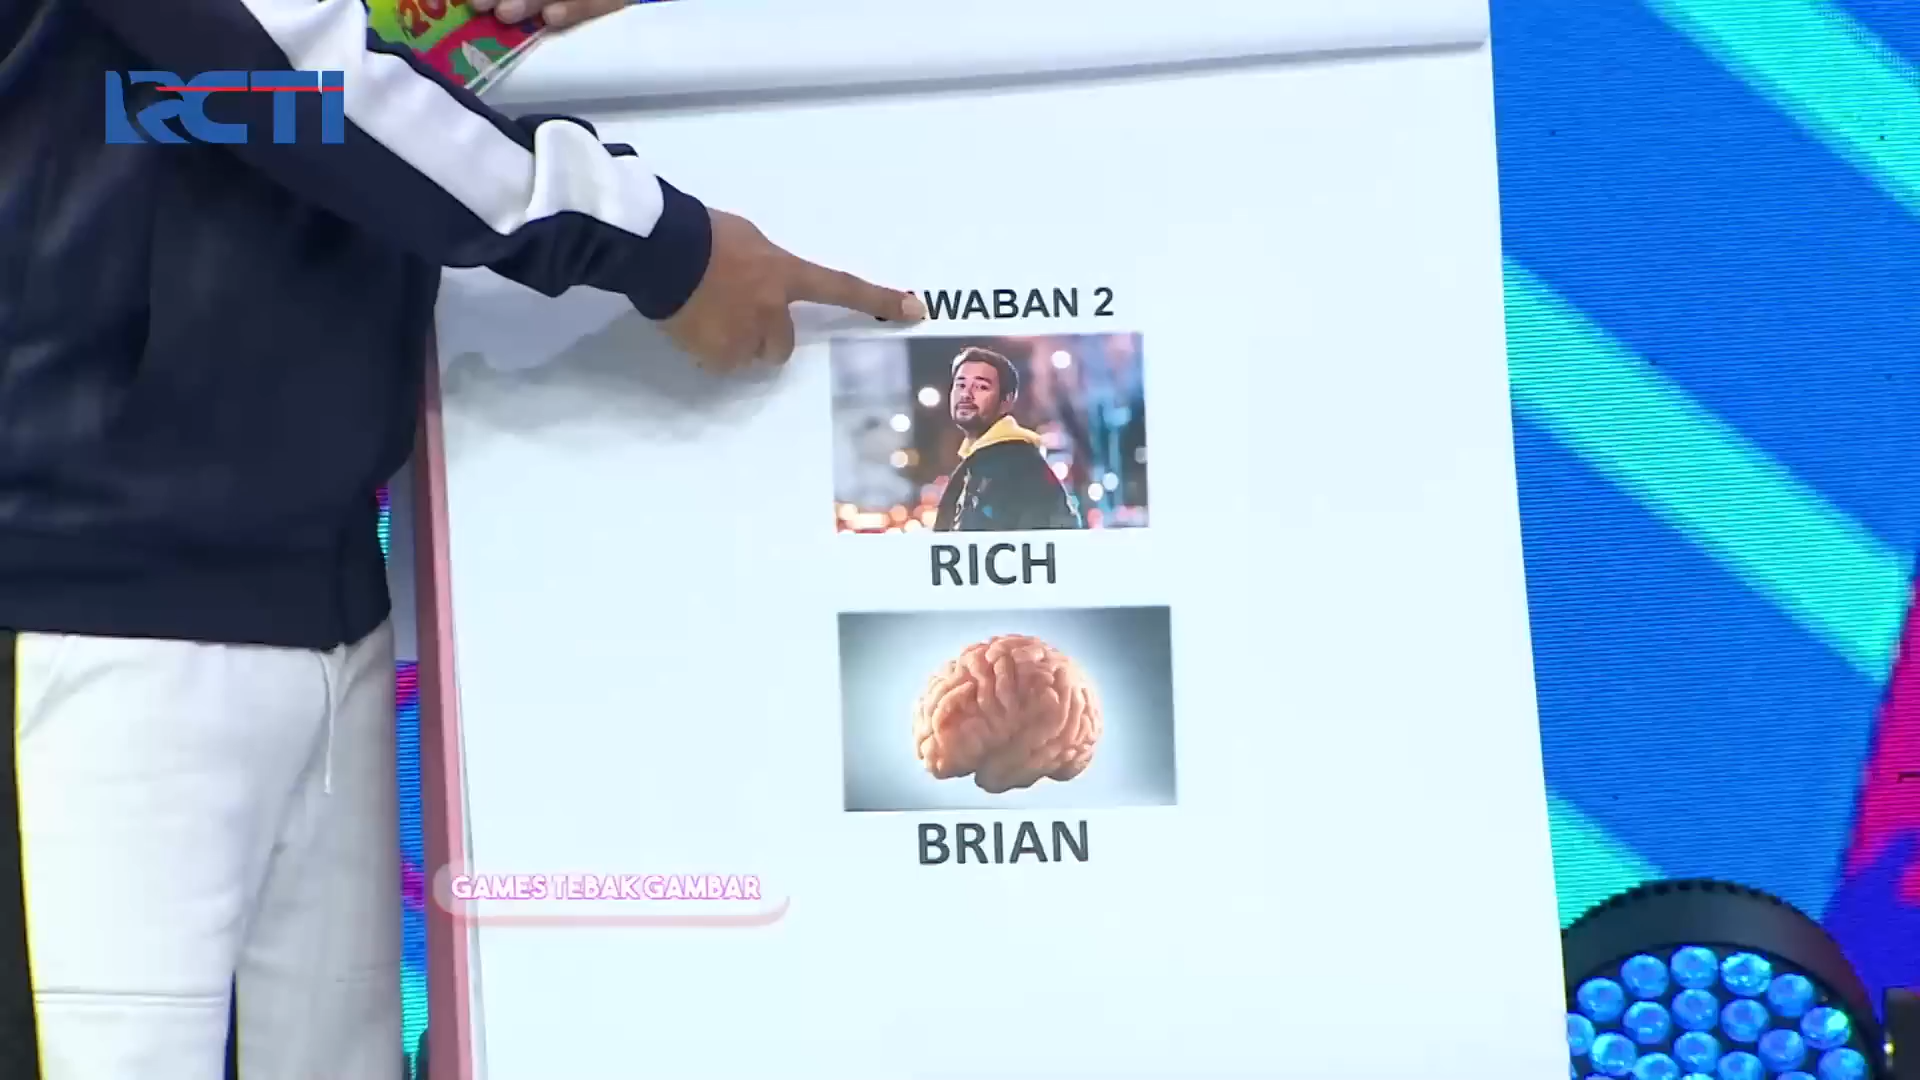 RCTI
AWABAN 2
RICH
BRIAN
GAMES TEBAK GAMBAR